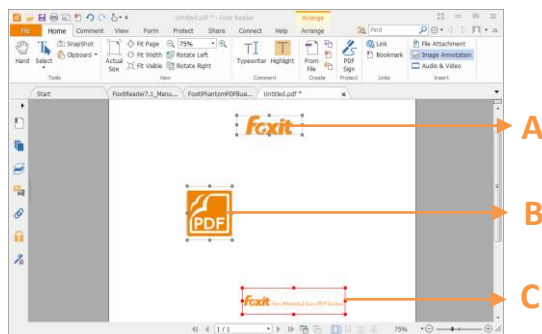 Untitled.pdf * - Foxit Reader
Arrange
File Home Comment View Form Protect Share Help Arrange Find
Hand
Select
SnapShot
Clipboard
Actual Size
Fit Page
Fit Width
Fit Visible
75%
Rotate Left
Rotate Right
Typewriter
Highlight
From File
PDF Sign
Link
Bookmark
File Attachment
Image Annotation
Audio & Video
Tools View Comment Create Protect Links Insert
Start FoxitReader7.1_Manu... FoxitPhantomPDFBus... Untitled.pdf *
foxit
A
PDF
B
foxit
C
1 / 1
75%